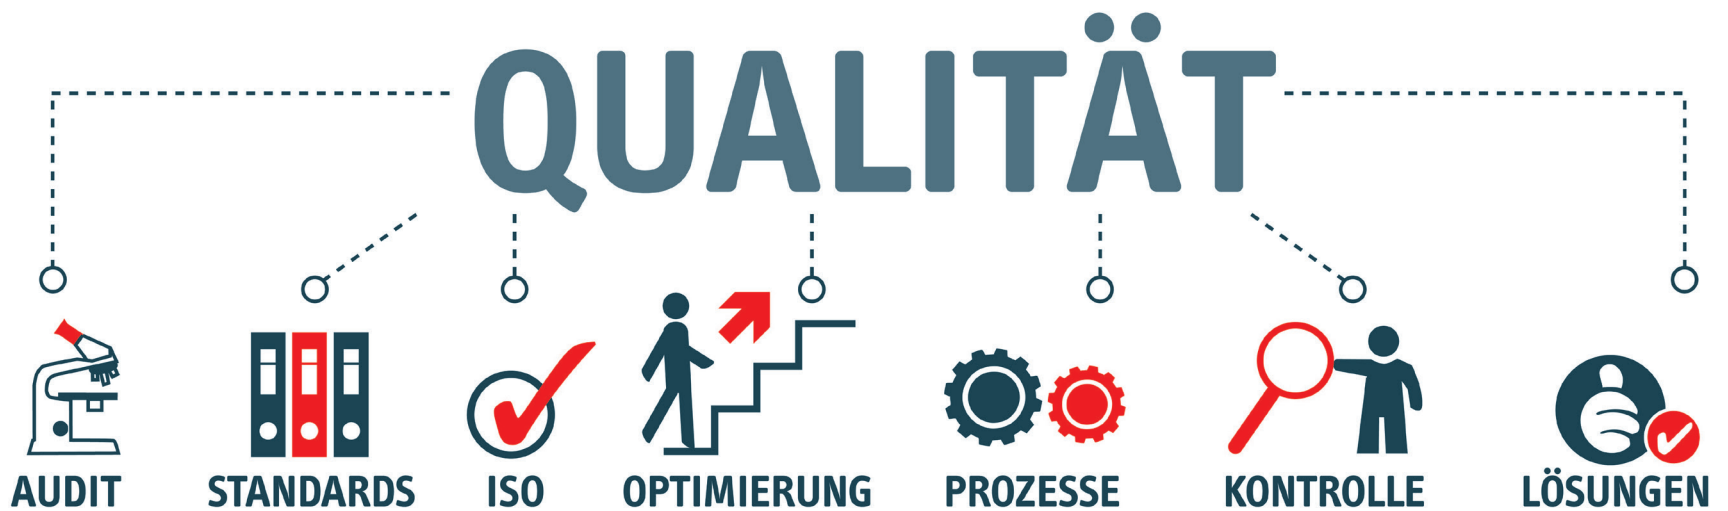 QUALITÄT
AUDIT STANDARDS ISO OPTIMIERUNG PROZESSE KONTROLLE LÖSUNGEN